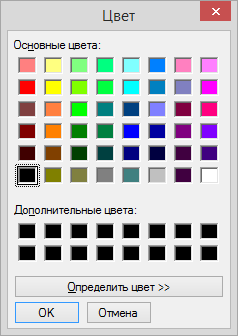 Цвет
Основные цвета:
Дополнительные цвета:
Определить цвет >>
OK
Отмена